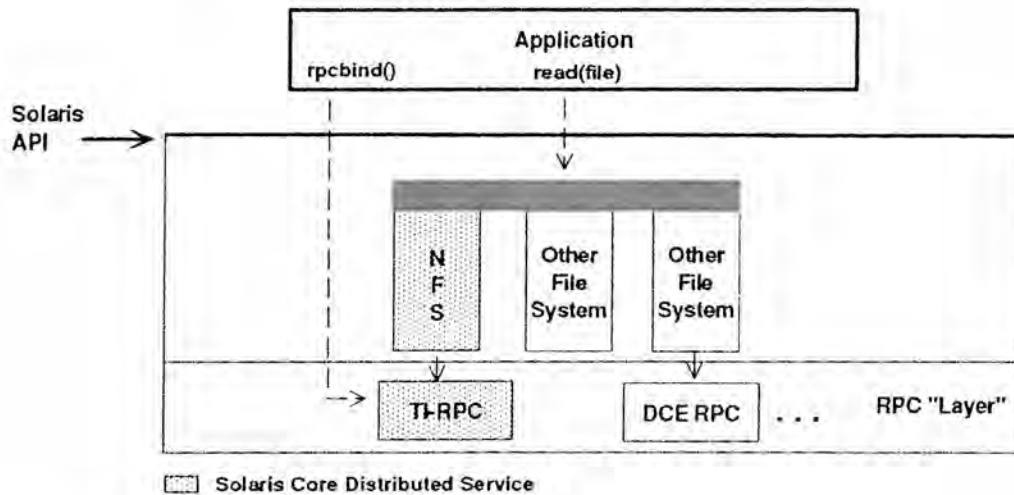 Application
rpcbind() read(file)
Solaris
API
N
F
S
Other
File
System
Other
File
System
TI-RPC
DCE RPC
. . .
RPC "Layer"
Solaris Core Distributed Service